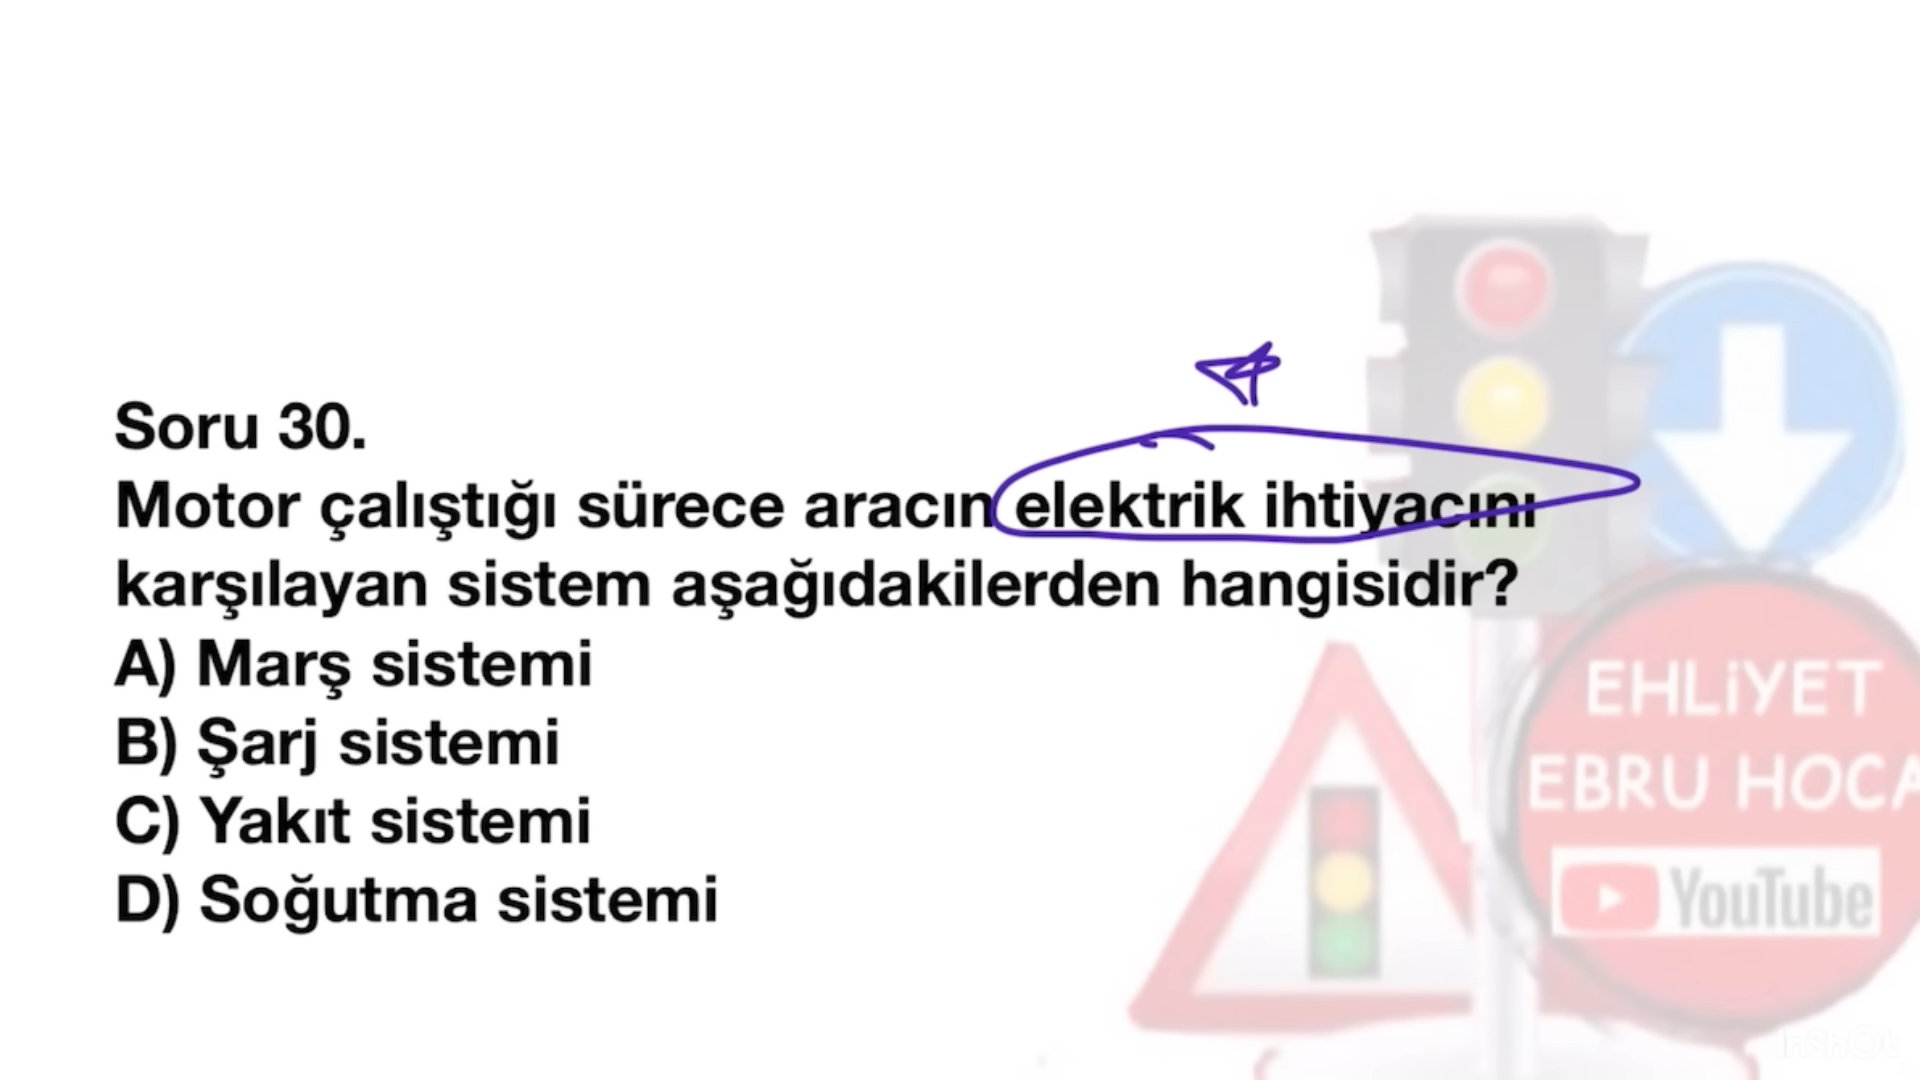 Soru 30.
Motor çalıştığı sürece aracın elektrik ihtiyacını
karşılayan sistem aşağıdakilerden hangisidir?
A) Marş sistemi
B) Şarj sistemi
C) Yakıt sistemi
D) Soğutma sistemi
EHLİYET
EBRU HOCA
YouTube
InShOt